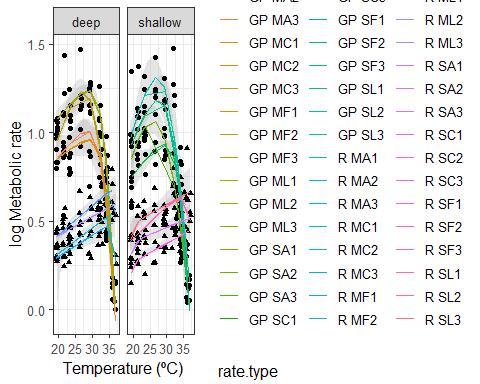 deep shallow
1.5
1.0
0.5
0.0
log Metabolic rate
20 25 30 35 20 25 30 35
Temperature (ºC)
GP MA3 GP SF1 R ML2
GP MC1 GP SF2 R ML3
GP MC2 GP SF3 R SA1
GP MC3 GP SL1 R SA2
GP MF1 GP SL2 R SA3
GP MF2 GP SL3 R SC1
GP MF3 R MA1 R SC2
GP ML1 R MA2 R SC3
GP ML2 R MA3 R SF1
GP ML3 R MC1 R SF2
GP SA1 R MC2 R SF3
GP SA2 R MC3 R SL1
GP SA3 R MF1 R SL2
GP SC1 R MF2 R SL3
rate.type